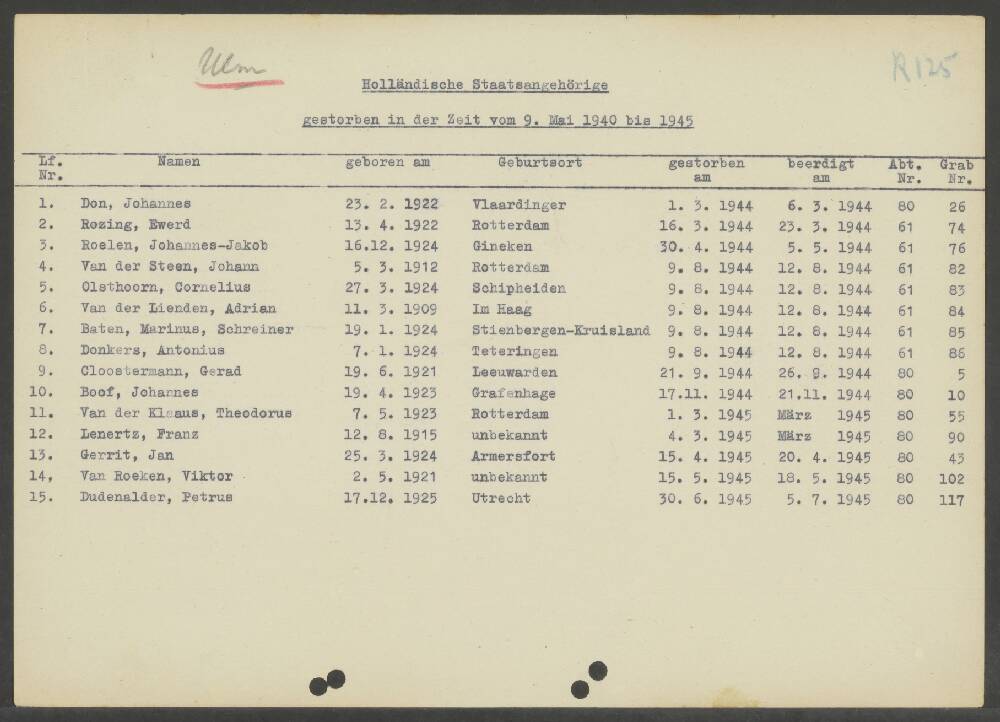 Ulm
R125
Holländische Staatsangehörige
gestorben in der Zeit vom 9. Mai 1940 bis 1945
Lf. Nr. Namen geboren am Geburtsort gestorben am beerdigt am Abt. Nr. Grab Nr.
1. Don, Johannes 23. 2. 1922 Vlaardinger 1. 3. 1944 6. 3. 1944 80 26
2. Rozing, Ewerd 13. 4. 1922 Rotterdam 16. 3. 1944 23. 3. 1944 61 74
3. Roelen, Johannes-Jakob 16.12. 1924 Gineken 30. 4. 1944 5. 5. 1944 61 76
4. Van der Steen, Johann 5. 3. 1912 Rotterdam 9. 8. 1944 12. 8. 1944 61 82
5. Olsthoorn, Cornelius 27. 3. 1924 Schipheiden 9. 8. 1944 12. 8. 1944 61 83
6. Van der Lienden, Adrian 11. 3. 1909 Im Haag 9. 8. 1944 12. 8. 1944 61 84
7. Baten, Marinus, Schreiner 19. 1. 1924 Stienbergen-Kruisland 9. 8. 1944 12. 8. 1944 61 85
8. Donkers, Antonius 7. 1. 1924 Teteringen 9. 8. 1944 12. 8. 1944 61 86
9. Cloostermann, Gerad 19. 6. 1921 Leeuwarden 21. 9. 1944 26. 9. 1944 80 5
10. Boof, Johannes 19. 4. 1923 Grafenhage 17.11. 1944 21.11. 1944 80 10
11. Van der Klaaus, Theodorus 7. 5. 1923 Rotterdam 1. 3. 1945 März 1945 80 55
12. Lenertz, Franz 12. 8. 1915 unbekannt 4. 3. 1945 März 1945 80 90
13. Gerrit, Jan 25. 3. 1924 Armersfort 15. 4. 1945 20. 4. 1945 80 43
14, Van Roeken, Viktor 2. 5. 1921 unbekannt 15. 5. 1945 18. 5. 1945 80 102
15. Dudenalder, Petrus 17.12. 1925 Utrecht 30. 6. 1945 5. 7. 1945 80 117